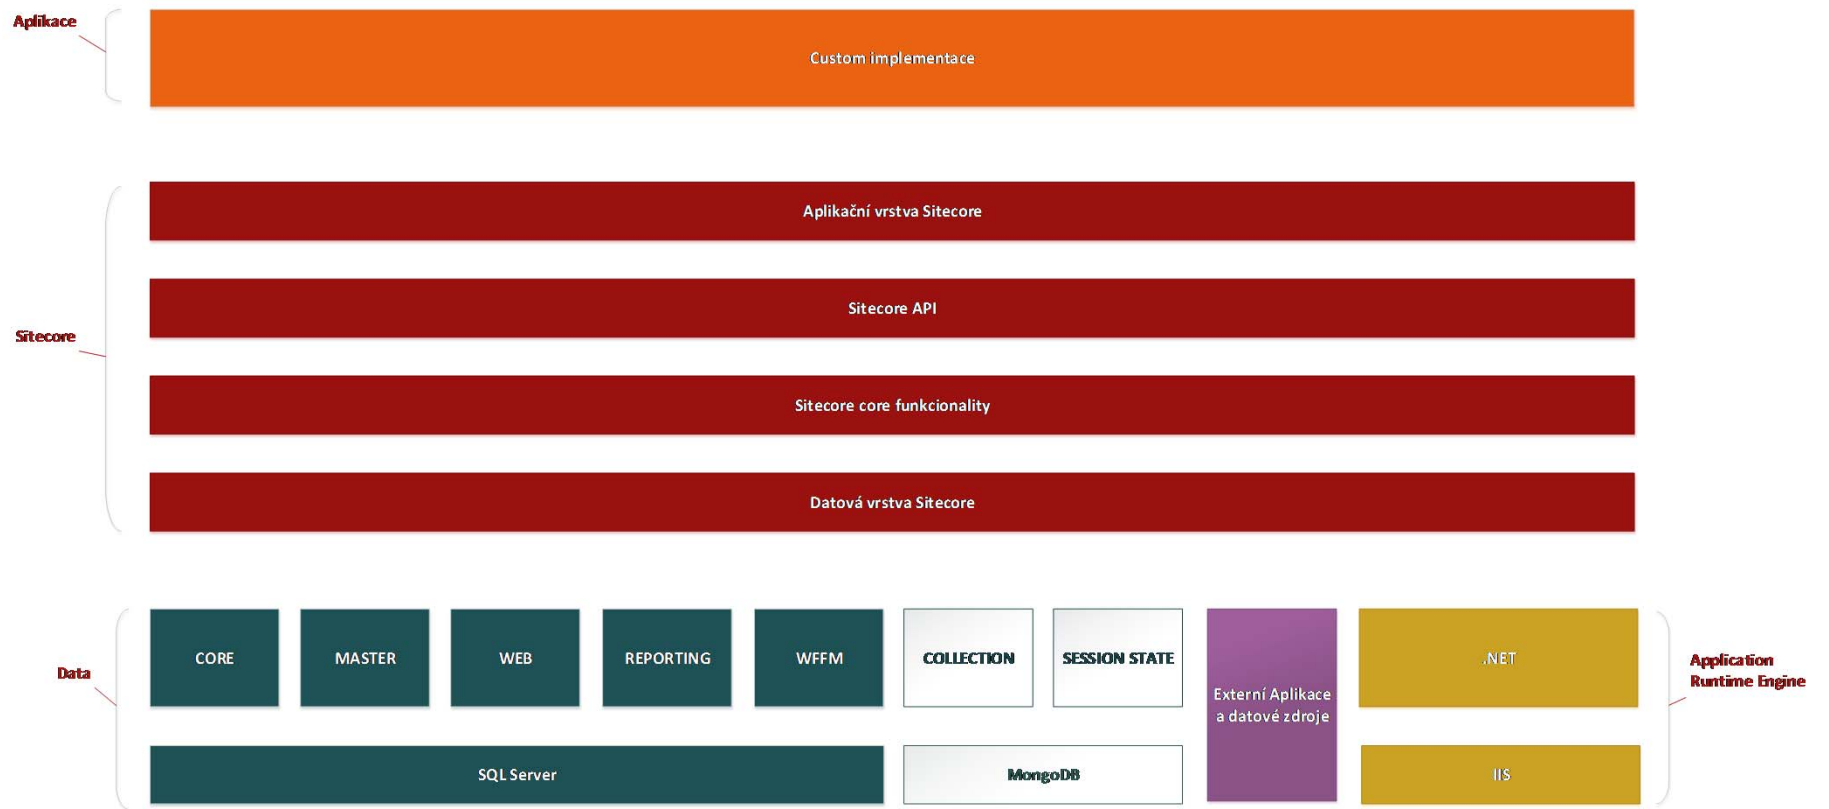 Aplikace
Custom implementace
Aplikační vrstva Sitecore
Sitecore API
Sitecore
Sitecore core funkcionality
Datová vrstva Sitecore
Data
CORE
MASTER
WEB
REPORTING
WFFM
COLLECTION
SESSION STATE
Externí Aplikace
a datové zdroje
.NET
Application
Runtime Engine
SQL Server
MongoDB
IIS